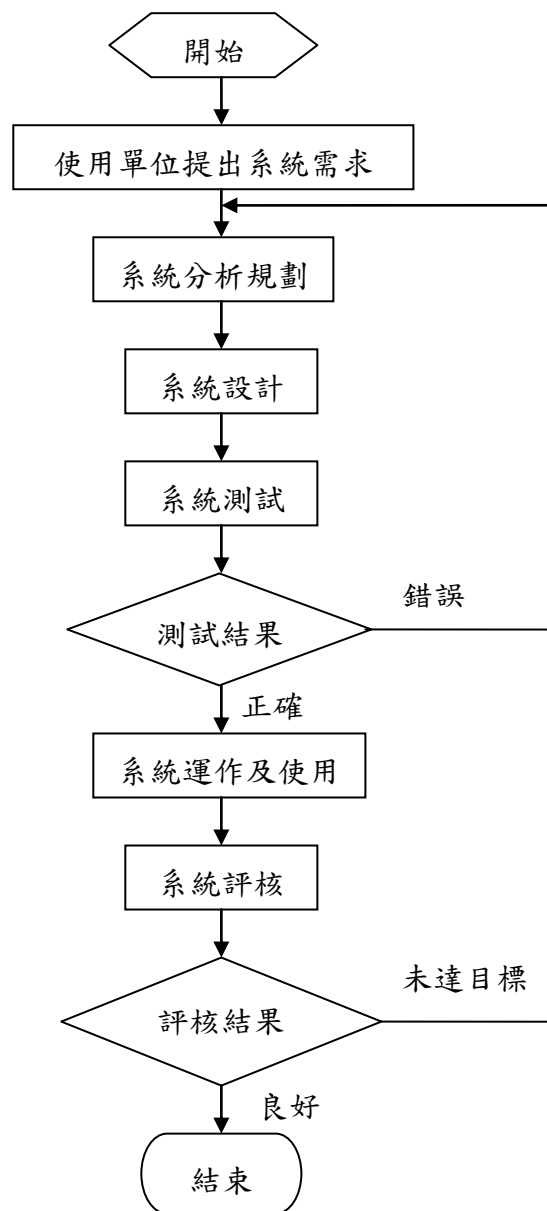 開始
使用單位提出系統需求
系統分析規劃
系統設計
系統測試
錯誤
測試結果
正確
系統運作及使用
系統評核
未達目標
評核結果
良好
結束